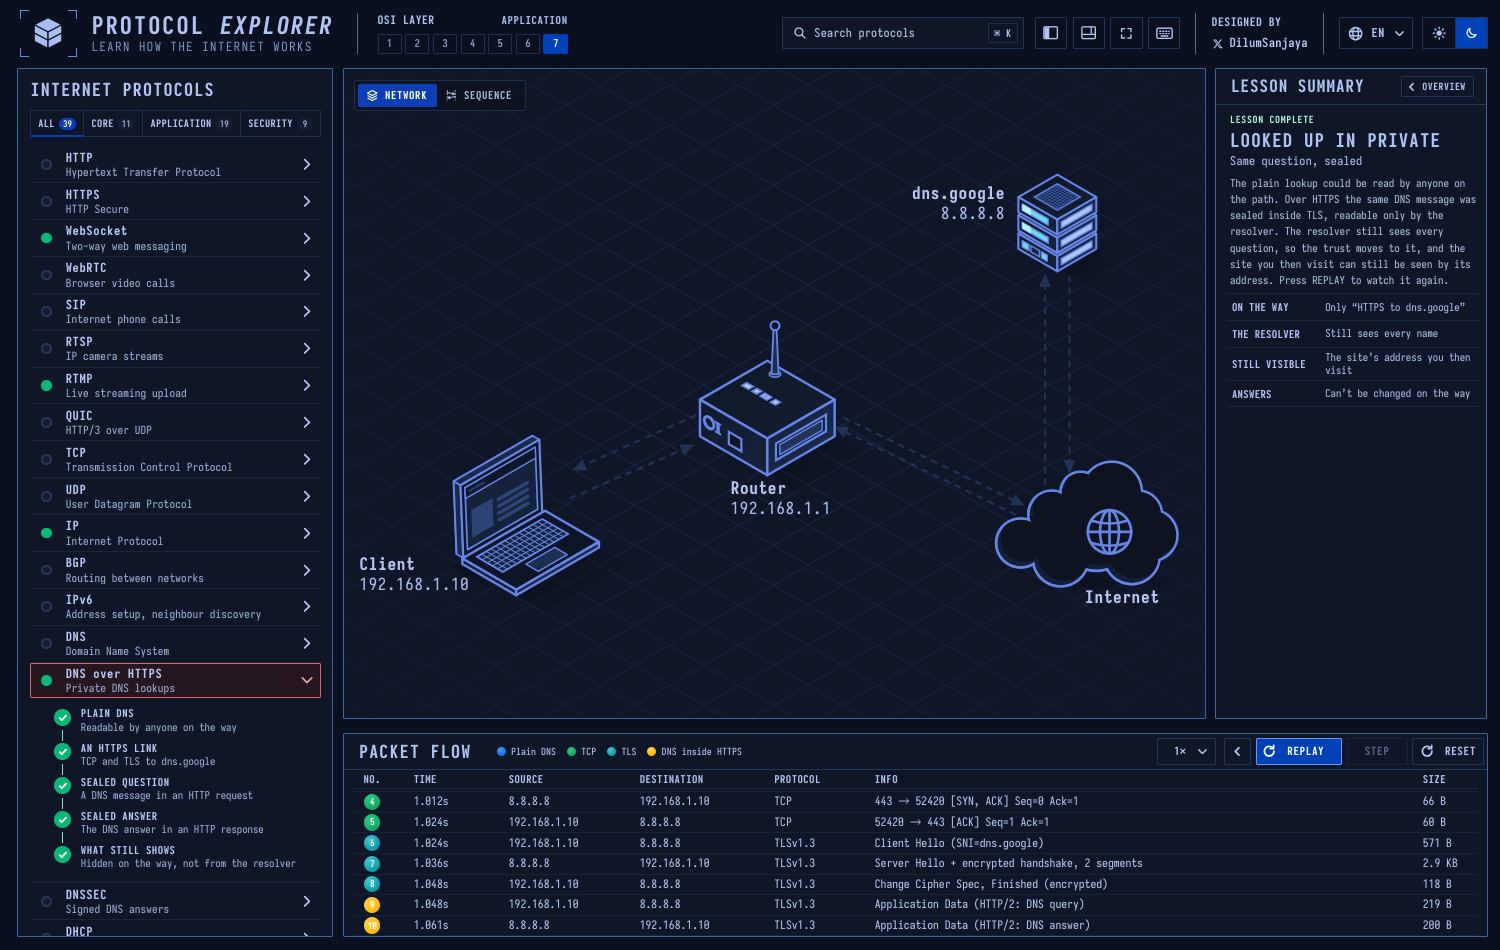 PROTOCOL EXPLORER
LEARN HOW THE INTERNET WORKS
OSI LAYER APPLICATION
1 2 3 4 5 6 7
Search protocols ⌘ K
DESIGNED BY
DilumSanjaya
EN
INTERNET PROTOCOLS
ALL 39 CORE 11 APPLICATION 19 SECURITY 9
HTTP
Hypertext Transfer Protocol
HTTPS
HTTP Secure
WebSocket
Two-way web messaging
WebRTC
Browser video calls
SIP
Internet phone calls
RTSP
IP camera streams
RTMP
Live streaming upload
QUIC
HTTP/3 over UDP
TCP
Transmission Control Protocol
UDP
User Datagram Protocol
IP
Internet Protocol
BGP
Routing between networks
IPv6
Address setup, neighbour discovery
DNS
Domain Name System
DNS over HTTPS
Private DNS lookups
PLAIN DNS
Readable by anyone on the way
AN HTTPS LINK
TCP and TLS to dns.google
SEALED QUESTION
A DNS message in an HTTP request
SEALED ANSWER
The DNS answer in an HTTP response
WHAT STILL SHOWS
Hidden on the way, not from the resolver
DNSSEC
Signed DNS answers
DHCP
NETWORK SEQUENCE
dns.google
8.8.8.8
Router
192.168.1.1
Client
192.168.1.10
Internet
LESSON SUMMARY OVERVIEW
LESSON COMPLETE
LOOKED UP IN PRIVATE
Same question, sealed
The plain lookup could be read by anyone on
the path. Over HTTPS the same DNS message was
sealed inside TLS, readable only by the
resolver. The resolver still sees every
question, so the trust moves to it, and the
site you then visit can still be seen by its
address. Press REPLAY to watch it again.
ON THE WAY Only “HTTPS to dns.google”
THE RESOLVER Still sees every name
STILL VISIBLE The site’s address you then
visit
ANSWERS Can’t be changed on the way
PACKET FLOW Plain DNS TCP TLS DNS inside HTTPS 1× REPLAY STEP RESET
NO. TIME SOURCE DESTINATION PROTOCOL INFO SIZE
4 1.012s 8.8.8.8 192.168.1.10 TCP 443 → 52420 [SYN, ACK] Seq=0 Ack=1 66 B
5 1.024s 192.168.1.10 8.8.8.8 TCP 52420 → 443 [ACK] Seq=1 Ack=1 60 B
6 1.024s 192.168.1.10 8.8.8.8 TLSv1.3 Client Hello (SNI=dns.google) 571 B
7 1.036s 8.8.8.8 192.168.1.10 TLSv1.3 Server Hello + encrypted handshake, 2 segments 2.9 KB
8 1.048s 192.168.1.10 8.8.8.8 TLSv1.3 Change Cipher Spec, Finished (encrypted) 118 B
9 1.048s 192.168.1.10 8.8.8.8 TLSv1.3 Application Data (HTTP/2: DNS query) 219 B
10 1.061s 8.8.8.8 192.168.1.10 TLSv1.3 Application Data (HTTP/2: DNS answer) 200 B